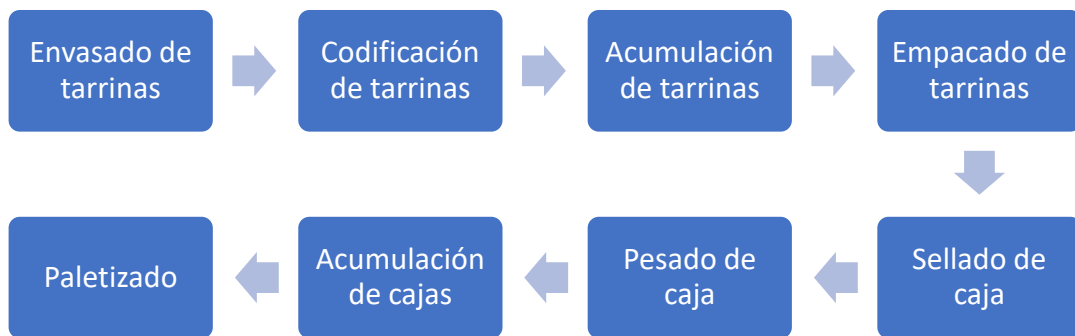 Envasado de
tarrinas
Codificación
de tarrinas
Acumulación
de tarrinas
Empacado de
tarrinas
Sellado de
caja
Pesado de
caja
Acumulación
de cajas
Paletizado